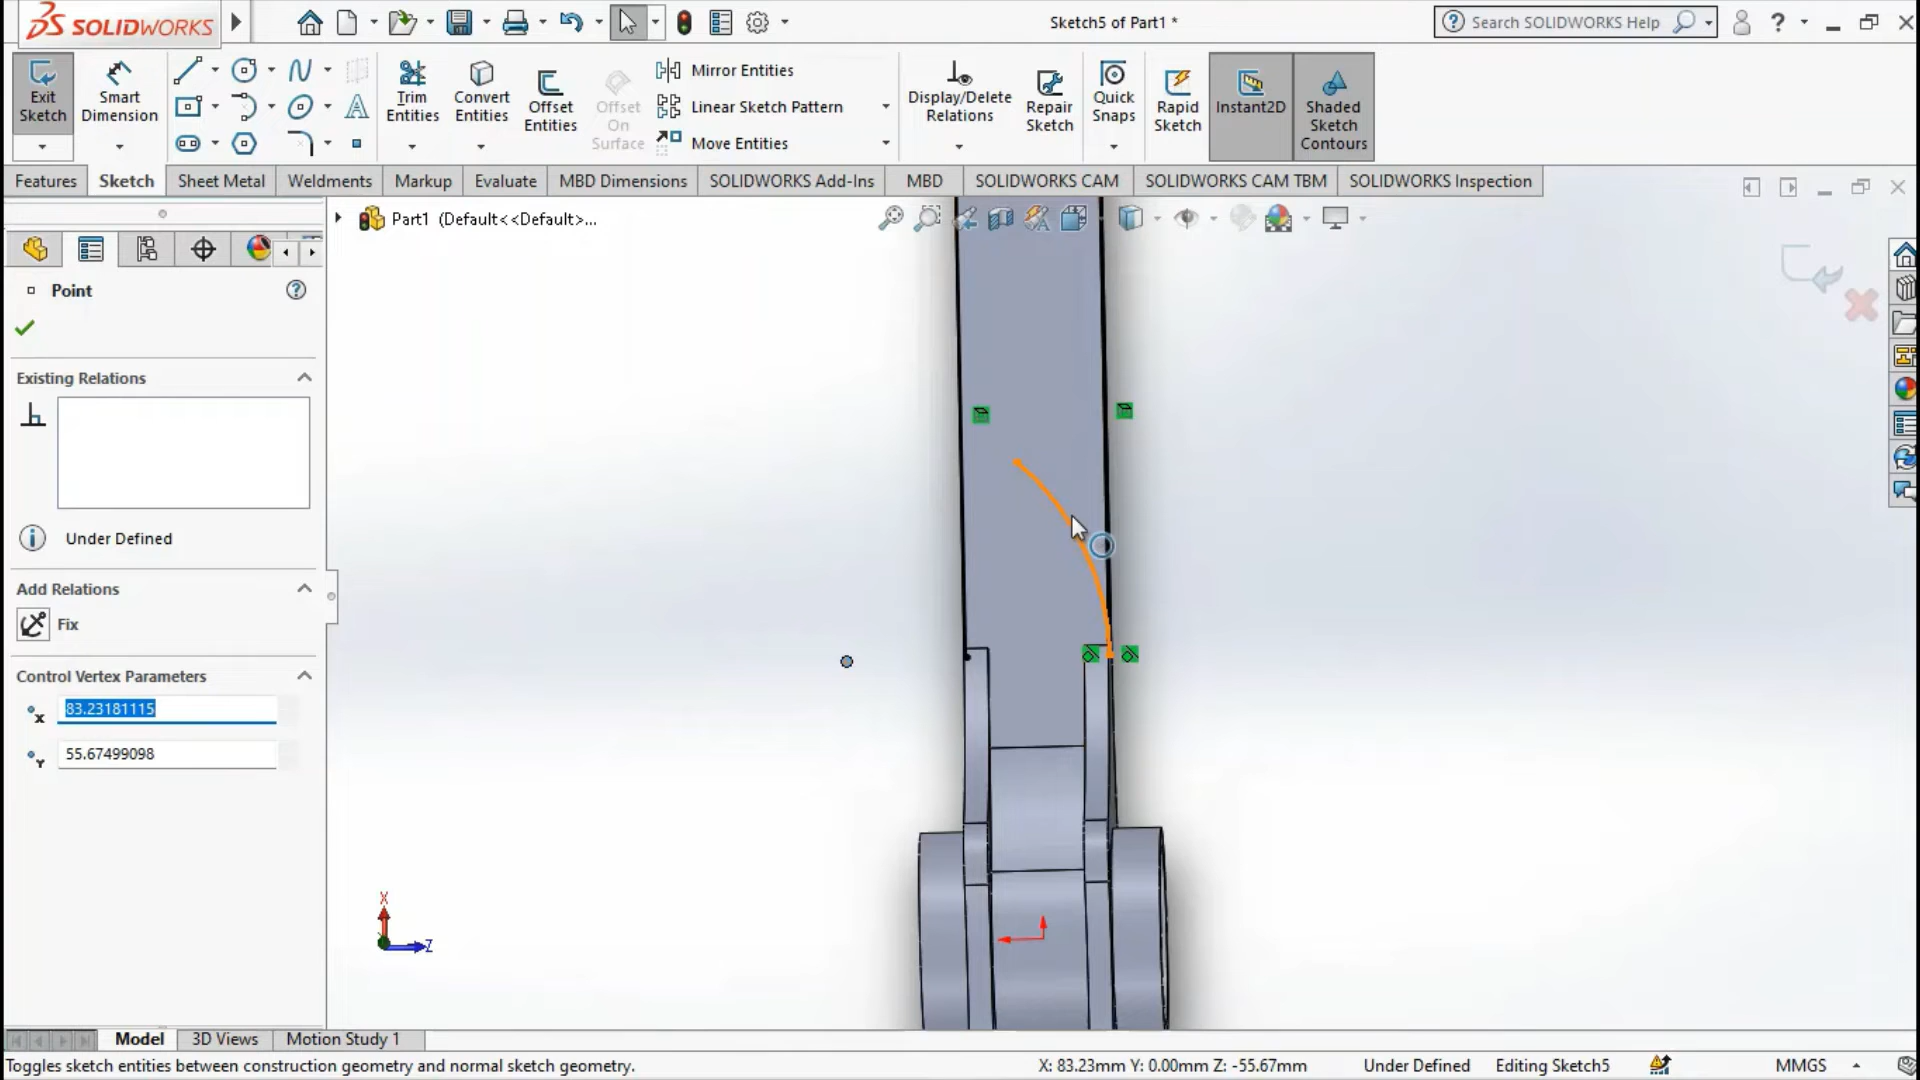 SOLIDWORKS
Sketch5 of Part1 *
Search SOLIDWORKS Help
Exit Sketch
Smart Dimension
Trim Entities
Convert Entities
Offset Entities
Offset On Surface
Mirror Entities
Linear Sketch Pattern
Move Entities
Display/Delete Relations
Repair Sketch
Quick Snaps
Rapid Sketch
Instant2D
Shaded Sketch Contours
Features
Sketch
Sheet Metal
Weldments
Markup
Evaluate
MBD Dimensions
SOLIDWORKS Add-Ins
MBD
SOLIDWORKS CAM
SOLIDWORKS CAM TBM
SOLIDWORKS Inspection
Part1 (Default<<Default>...
Point
Existing Relations
Under Defined
Add Relations
Fix
Control Vertex Parameters
X 83.23181115
Y 55.67499098
X
Z
Model
3D Views
Motion Study 1
Toggles sketch entities between construction geometry and normal sketch geometry.
X: 83.23mm Y: 0.00mm Z: -55.67mm
Under Defined
Editing Sketch5
MMGS